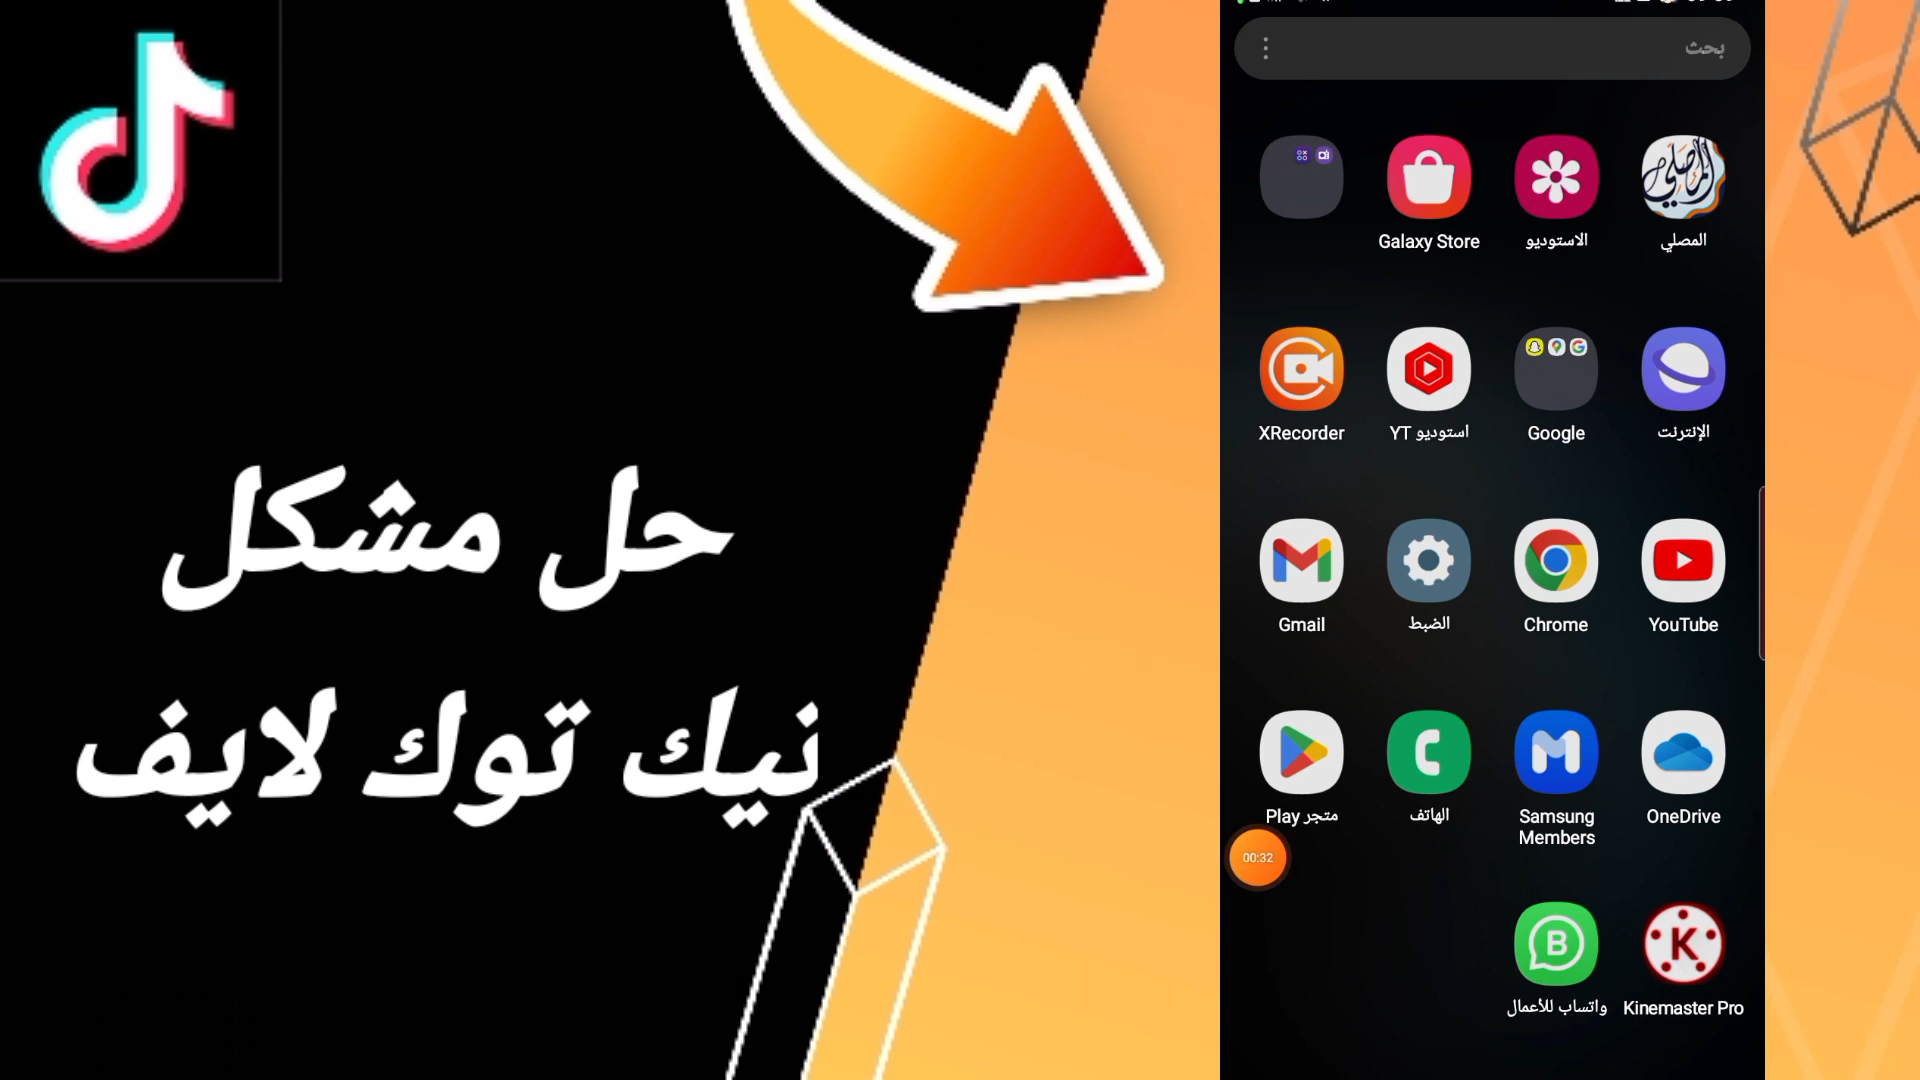 حل مشكل
نيك توك لايف
بحث
المصلي
الاستوديو
Galaxy Store
الإنترنت
Google
استوديو YT
XRecorder
YouTube
Chrome
الضبط
Gmail
OneDrive
Samsung
Members
الهاتف
متجر Play
00:32
Kinemaster Pro
واتساب للأعمال